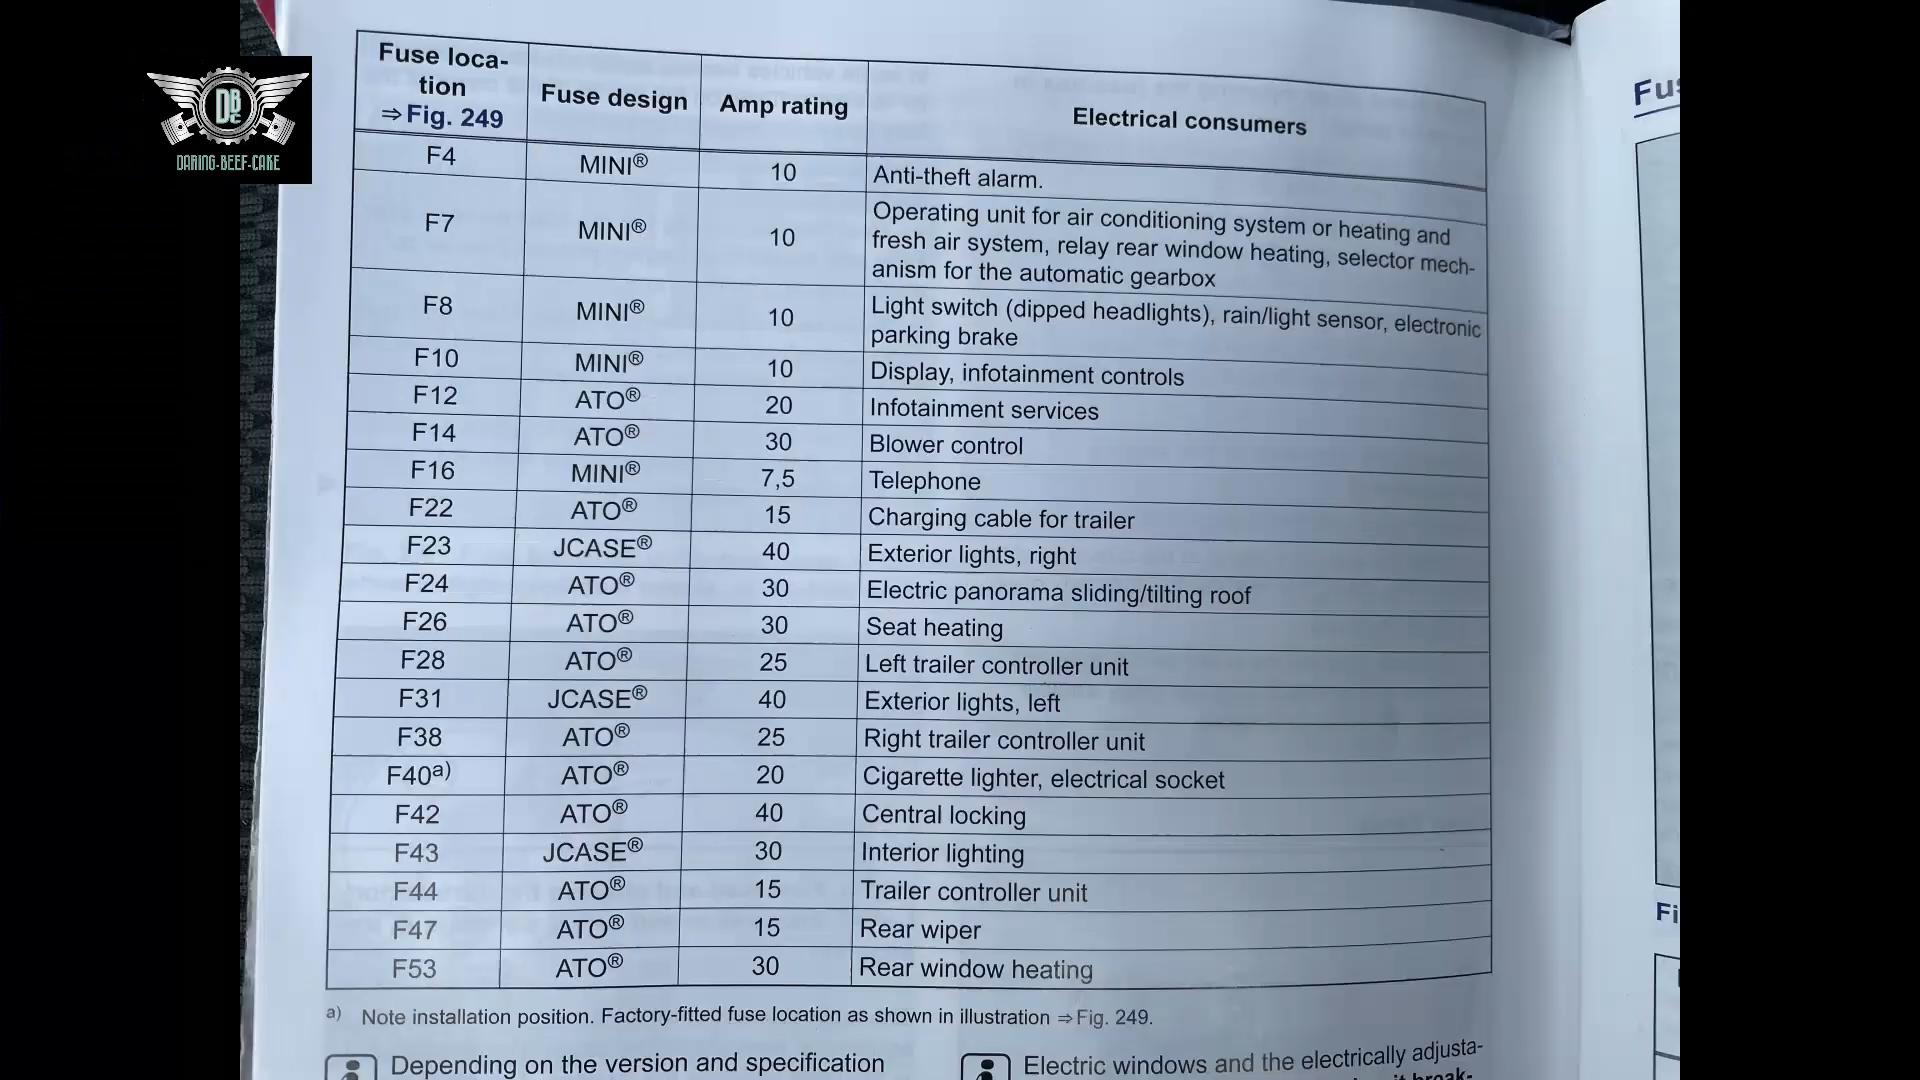 DBC
DARING-BEEF-CAKE
Fuse loca-
tion
⇒Fig. 249
Fuse design
Amp rating
Electrical consumers
F4 MINI® 10 Anti-theft alarm.
F7 MINI® 10 Operating unit for air conditioning system or heating and
fresh air system, relay rear window heating, selector mech-
anism for the automatic gearbox
F8 MINI® 10 Light switch (dipped headlights), rain/light sensor, electronic
parking brake
F10 MINI® 10 Display, infotainment controls
F12 ATO® 20 Infotainment services
F14 ATO® 30 Blower control
F16 MINI® 7,5 Telephone
F22 ATO® 15 Charging cable for trailer
F23 JCASE® 40 Exterior lights, right
F24 ATO® 30 Electric panorama sliding/tilting roof
F26 ATO® 30 Seat heating
F28 ATO® 25 Left trailer controller unit
F31 JCASE® 40 Exterior lights, left
F38 ATO® 25 Right trailer controller unit
F40a) ATO® 20 Cigarette lighter, electrical socket
F42 ATO® 40 Central locking
F43 JCASE® 30 Interior lighting
F44 ATO® 15 Trailer controller unit
F47 ATO® 15 Rear wiper
F53 ATO® 30 Rear window heating
a) Note installation position. Factory-fitted fuse location as shown in illustration ⇒Fig. 249.
Depending on the version and specification
Electric windows and the electrically adjusta-
Fus
Fi